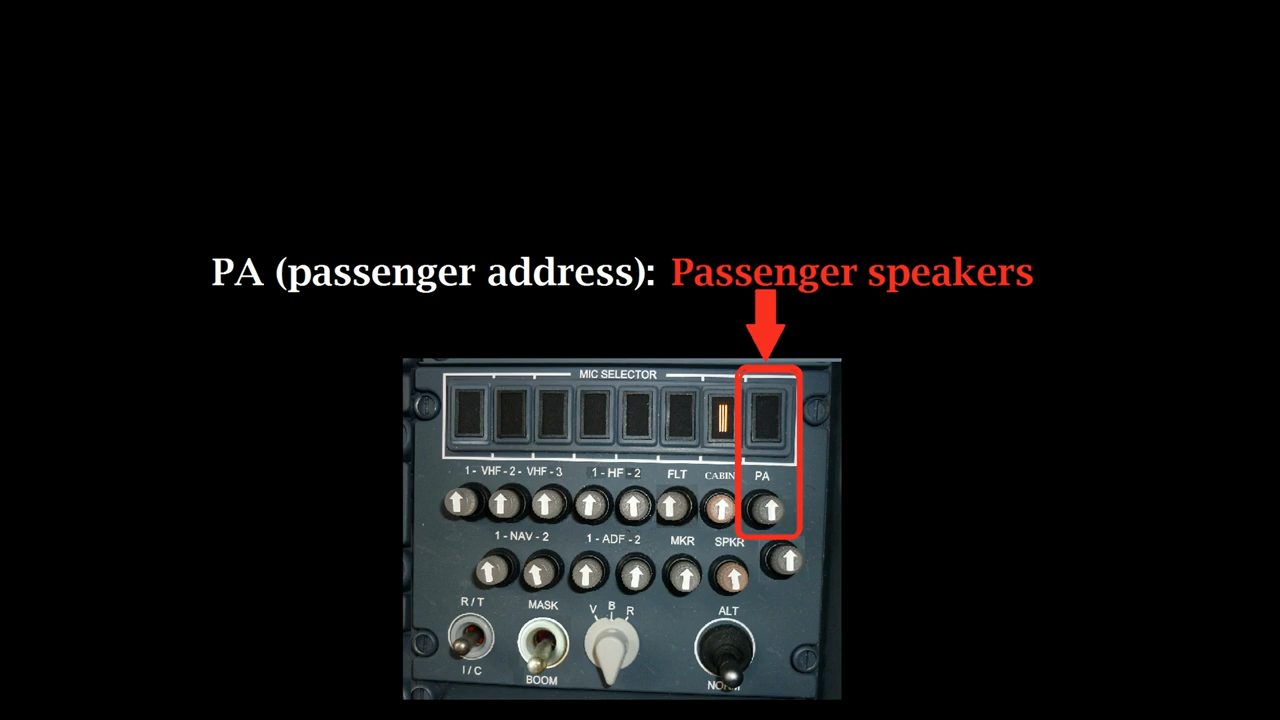 PA (passenger address): Passenger speakers
MIC SELECTOR
1 - VHF - 2 - VHF - 3 1 - HF - 2 FLT CABIN PA
1 - NAV - 2 1 - ADF - 2 MKR SPKR
R / T MASK V B R ALT
I / C BOOM NORM